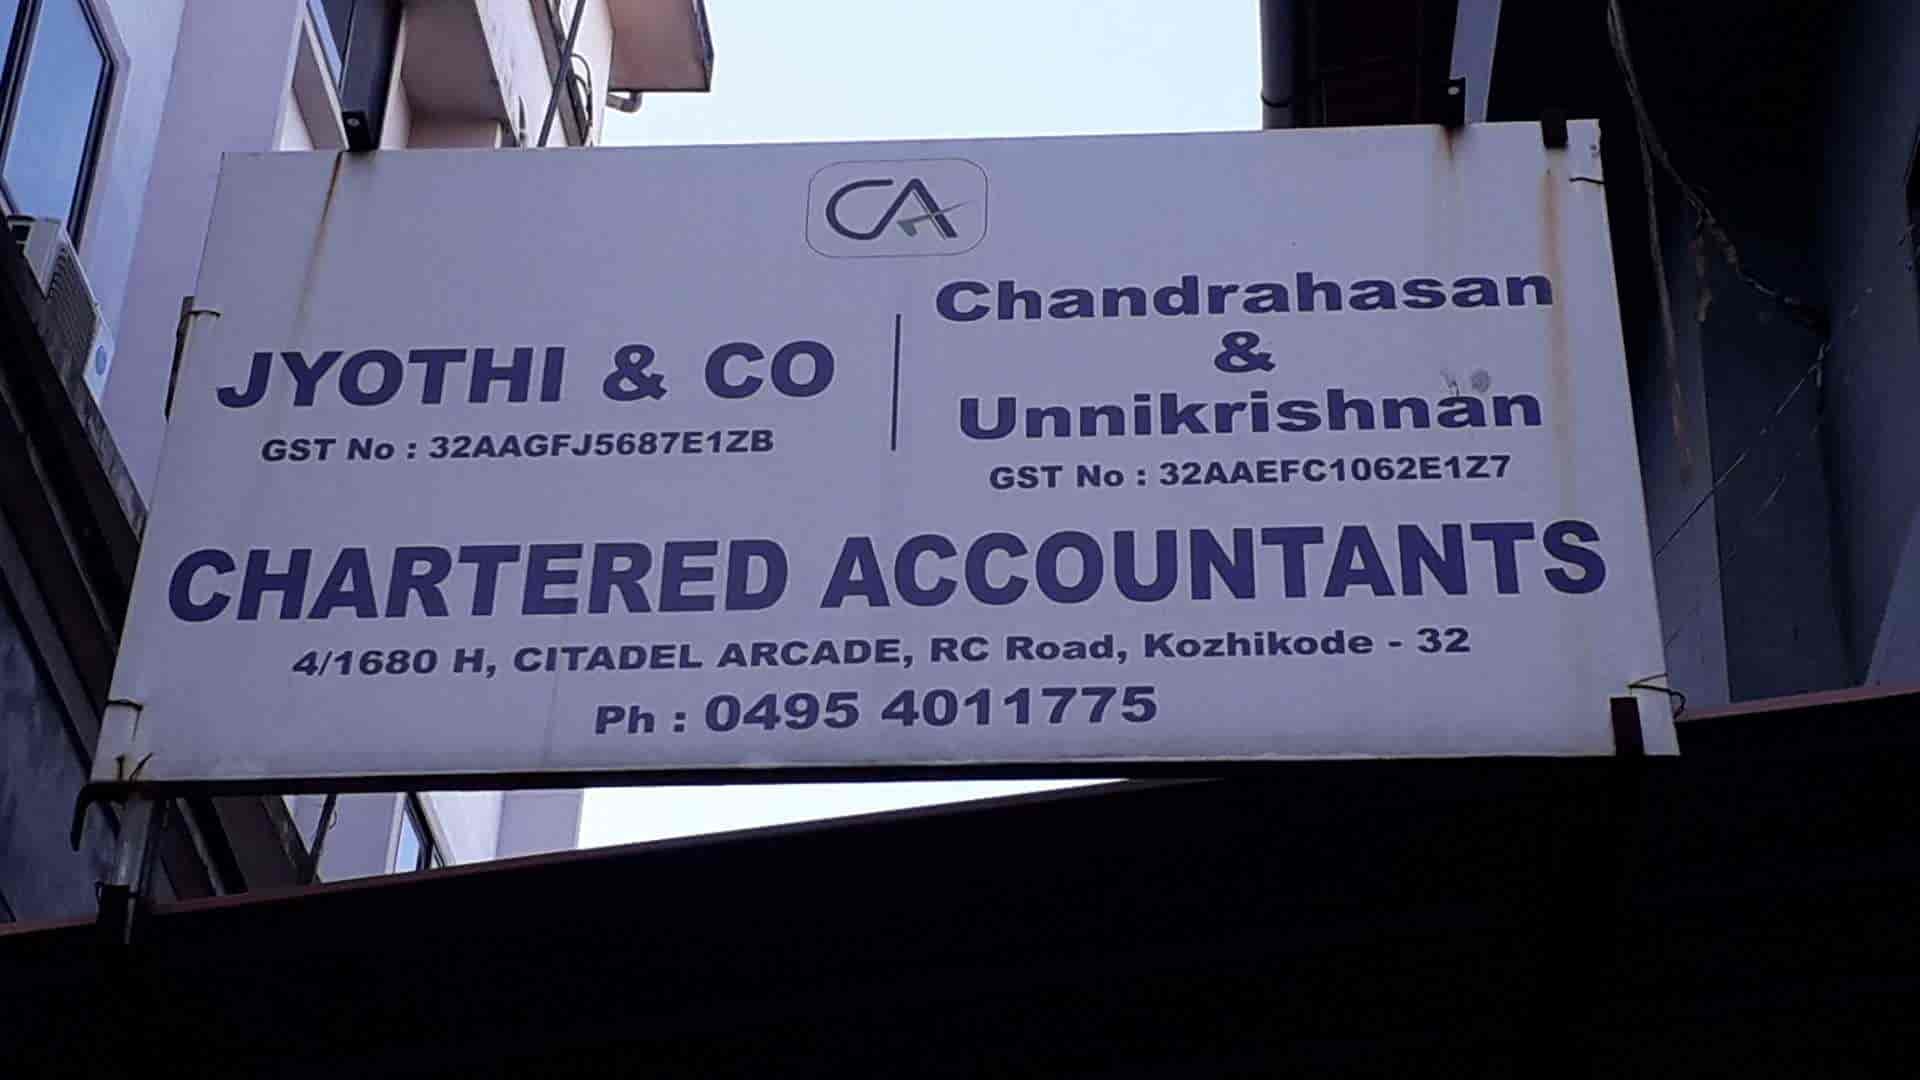 CA
JYOTHI & CO
GST No : 32AAGFJ5687E1ZB
Chandrahasan
&
Unnikrishnan
GST No : 32AAEFC1062E1Z7
CHARTERED ACCOUNTANTS
4/1680 H, CITADEL ARCADE, RC Road, Kozhikode - 32
Ph : 0495 4011775